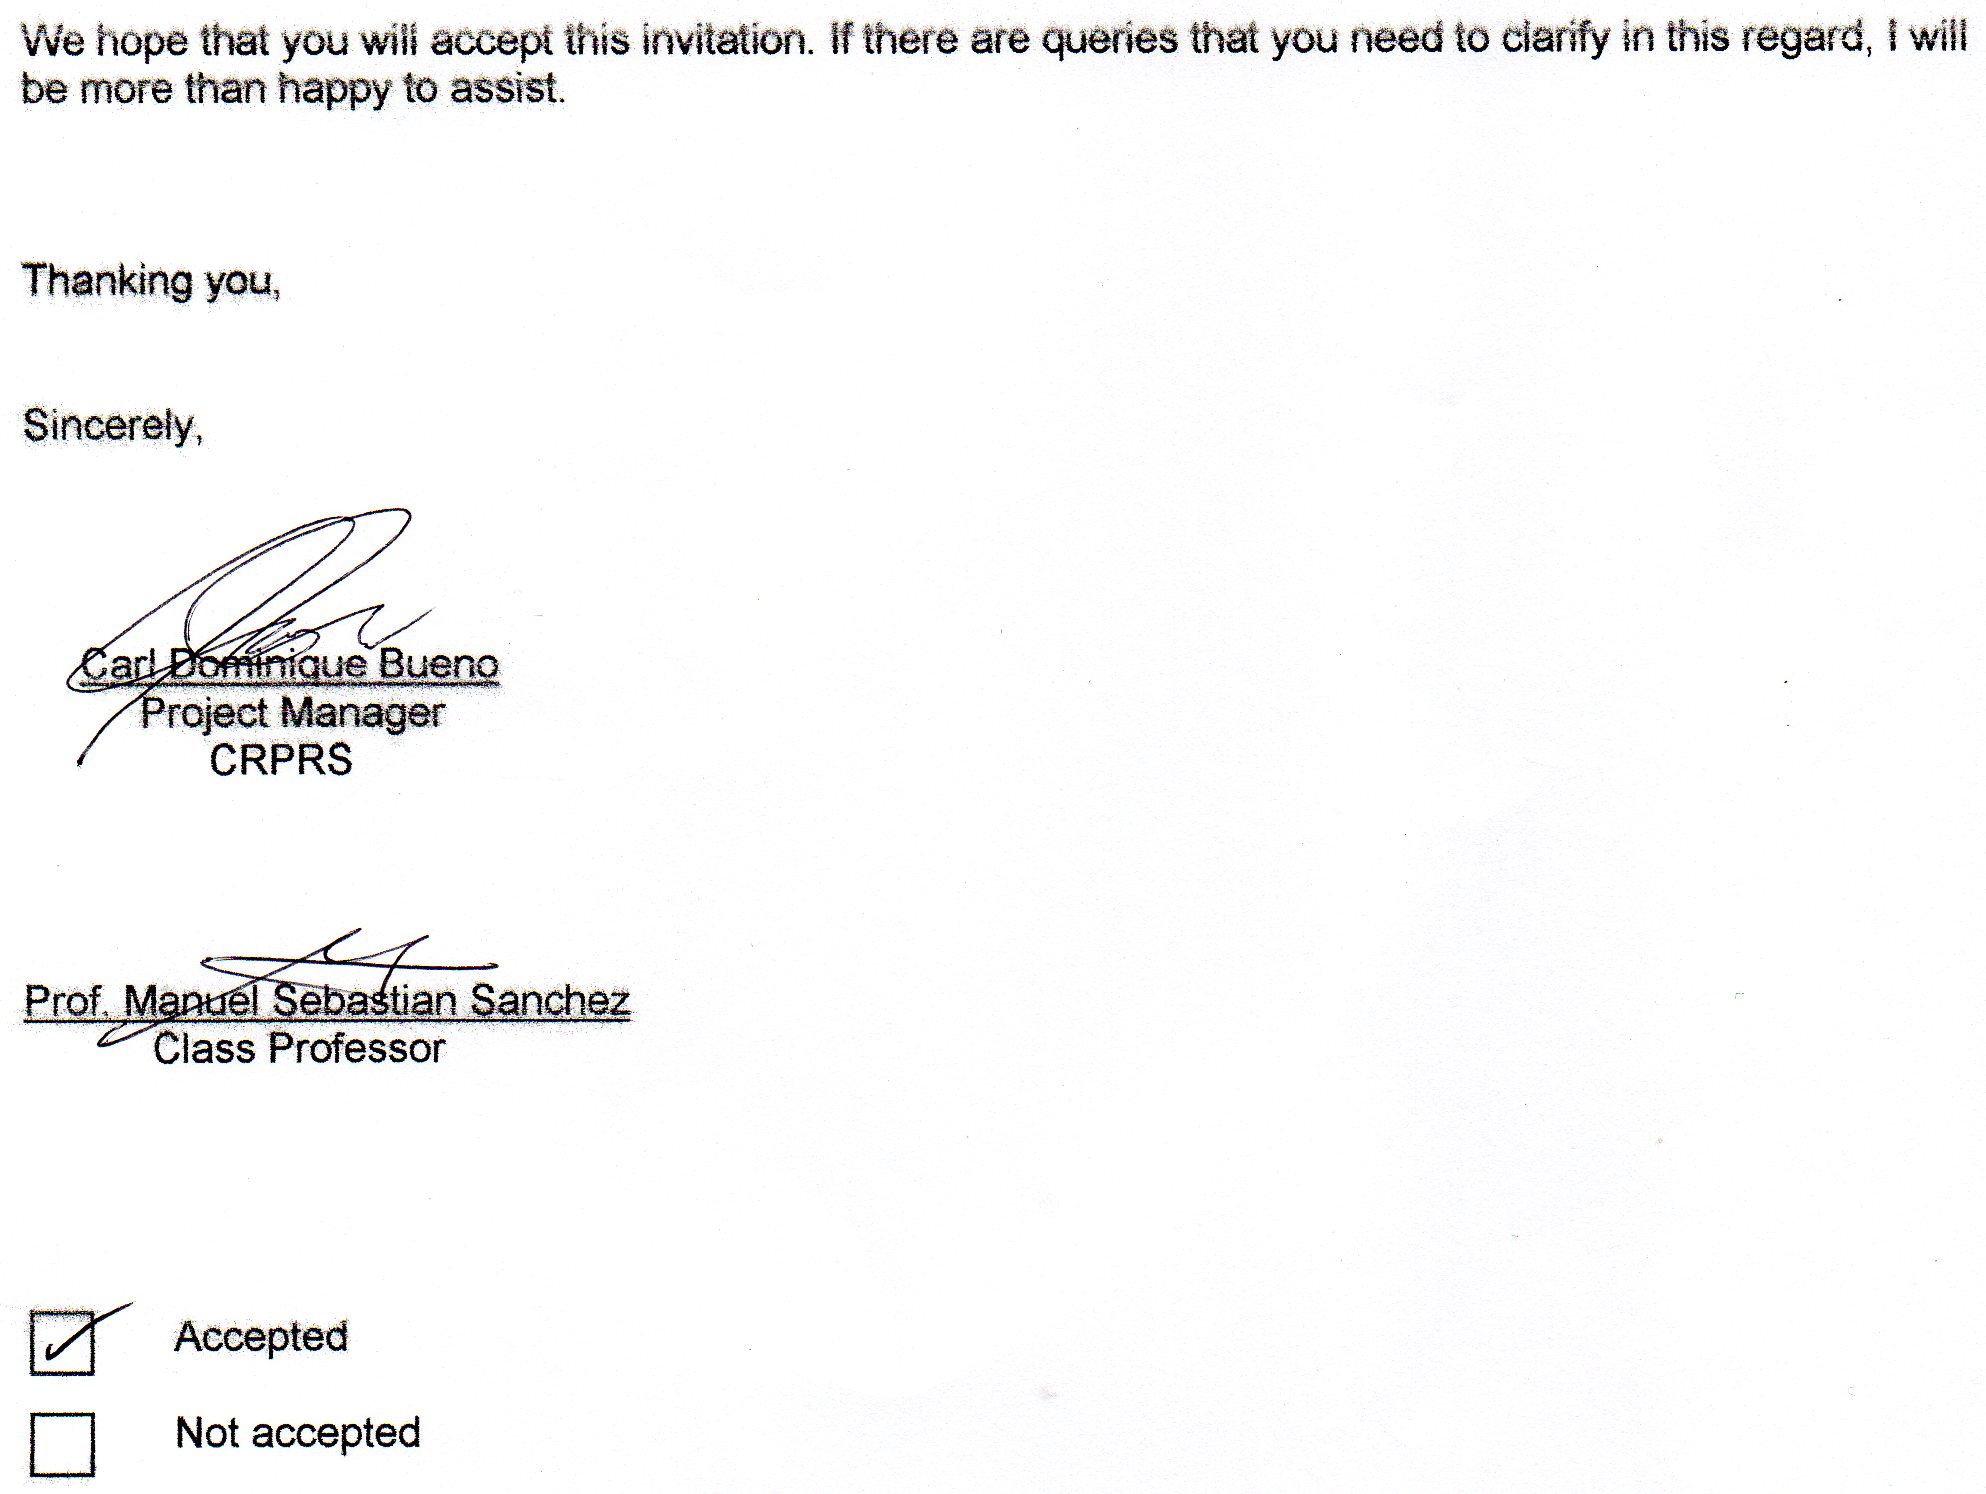 We hope that you will accept this invitation. If there are queries that you need to clarify in this regard, I will
be more than happy to assist.
Thanking you,
Sincerely,
Carl Dominique Bueno
Project Manager
CRPRS
Prof. Manuel Sebastian Sanchez
Class Professor
Accepted
Not accepted